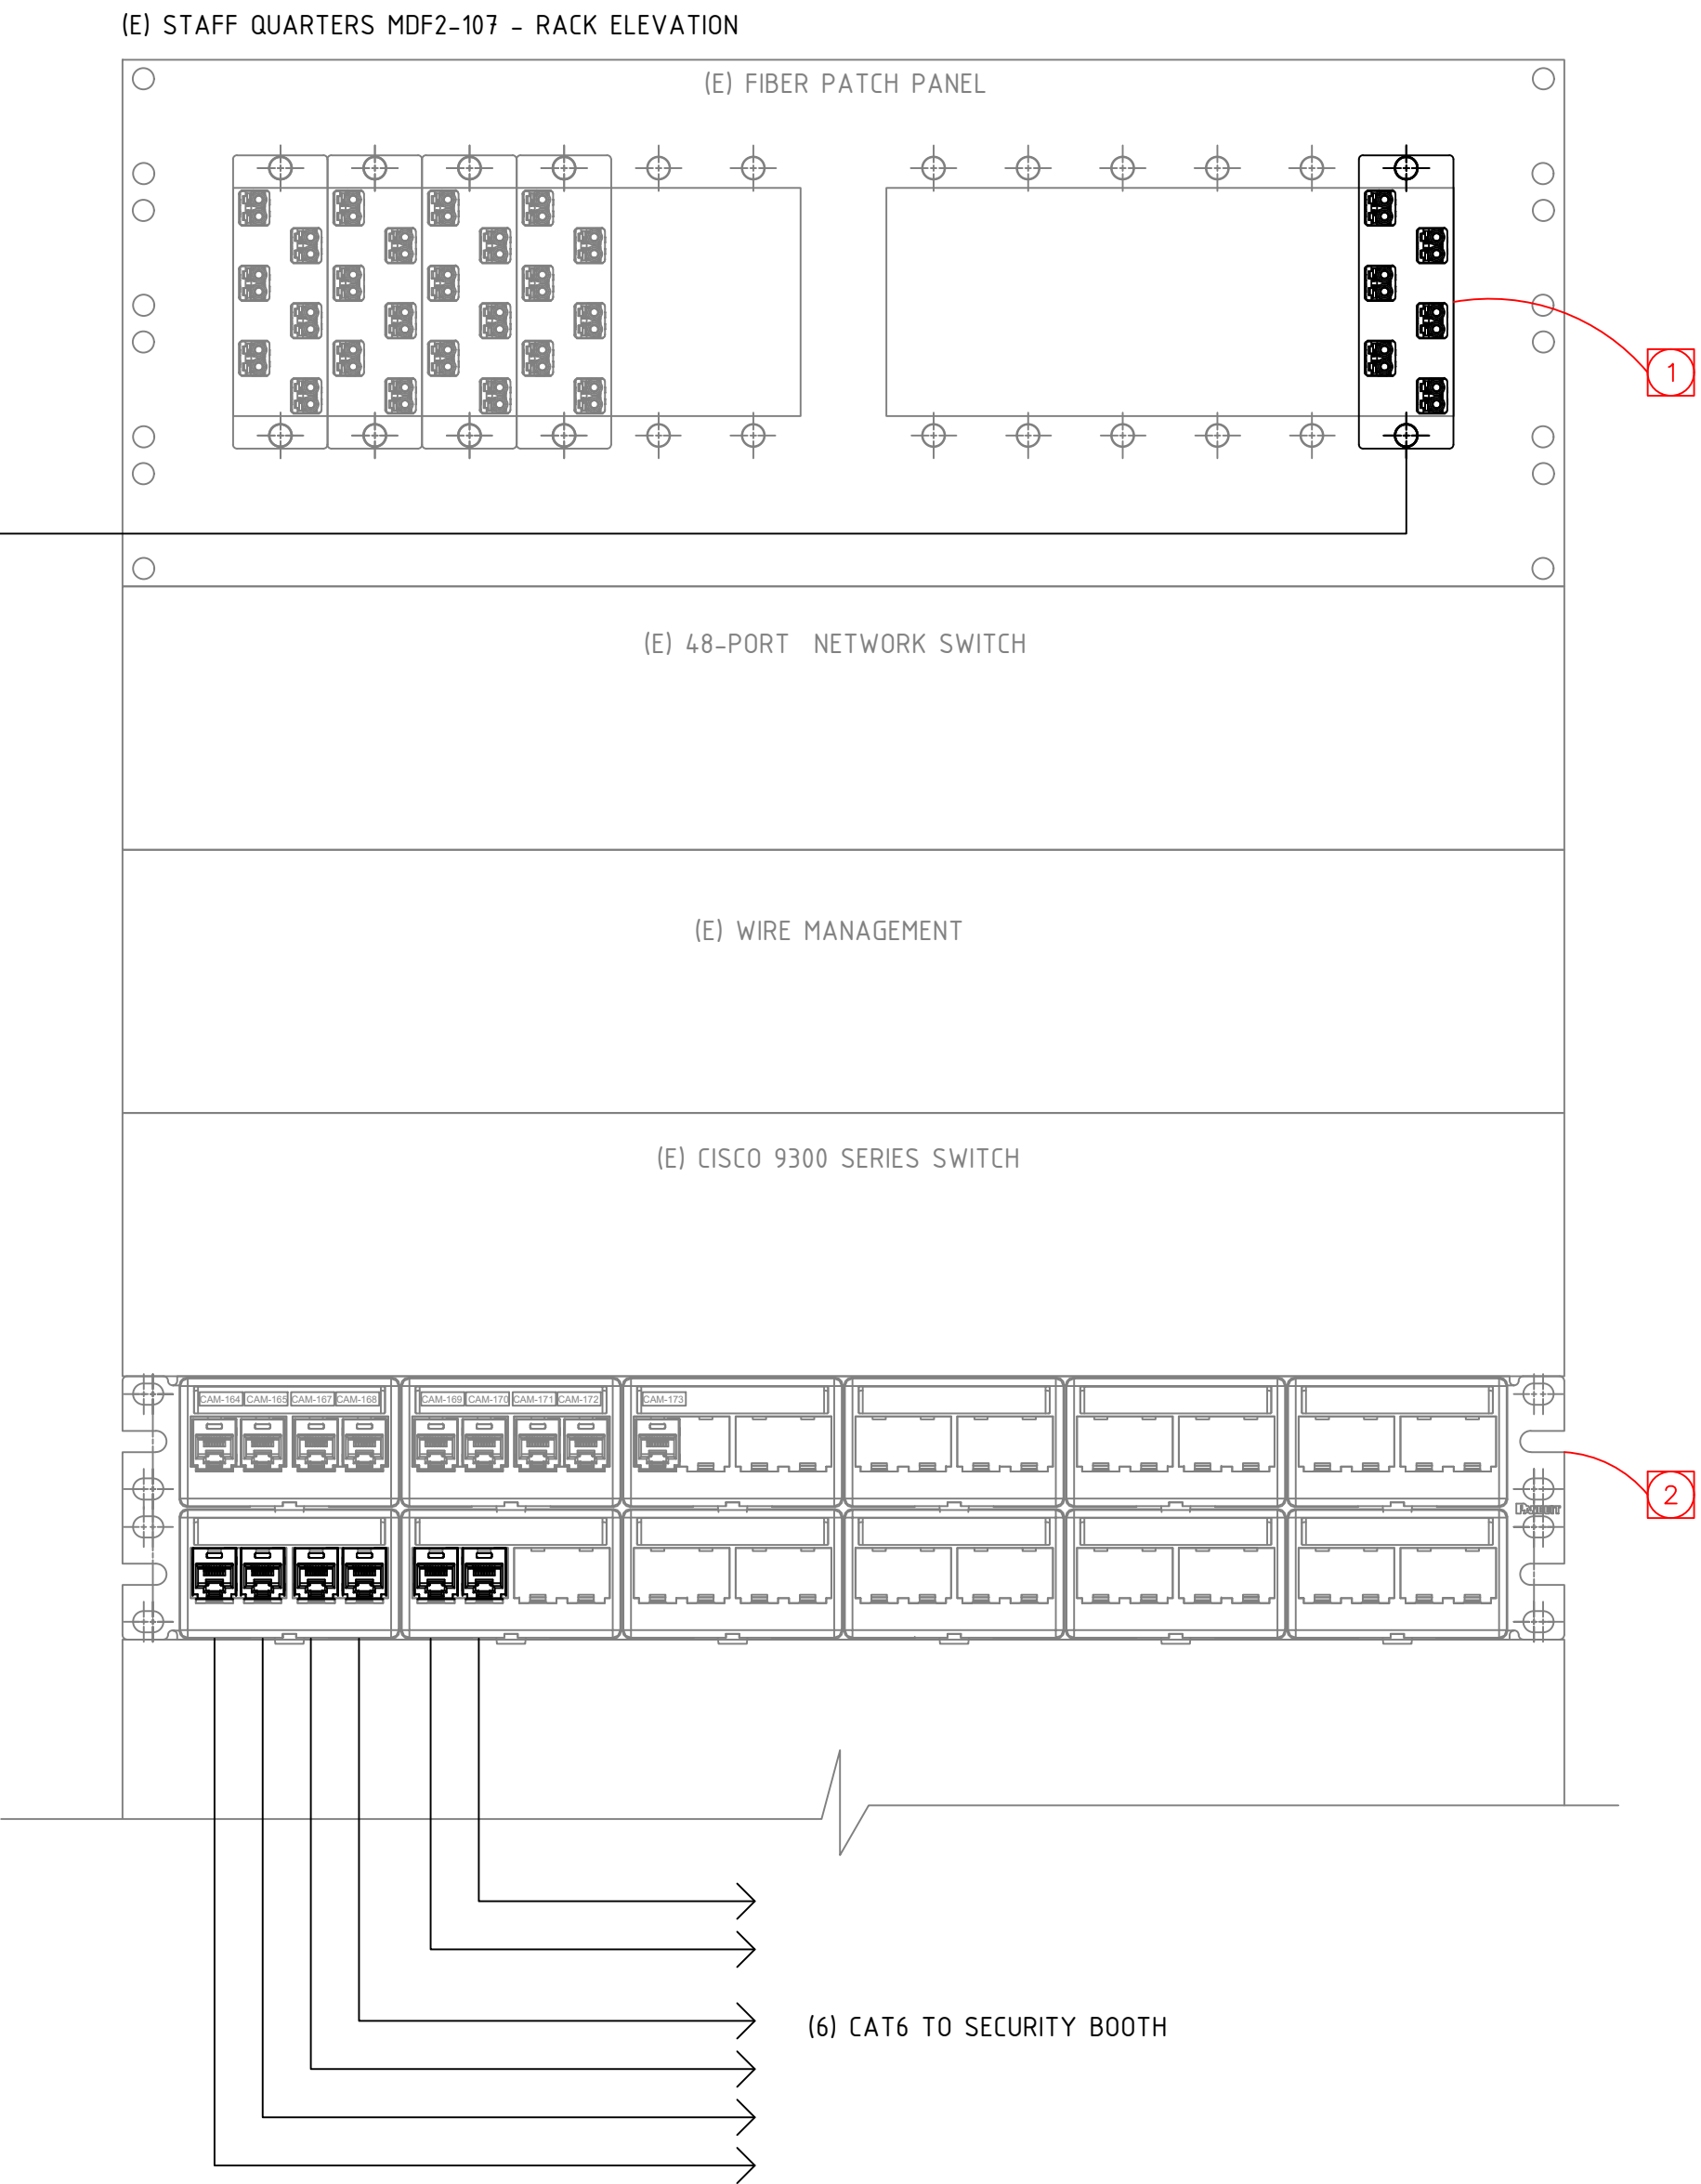 (E) STAFF QUARTERS MDF2-107 - RACK ELEVATION
(E) FIBER PATCH PANEL
1
(E) 48-PORT NETWORK SWITCH
(E) WIRE MANAGEMENT
(E) CISCO 9300 SERIES SWITCH
CAM-164 CAM-165 CAM-167 CAM-168 CAM-169 CAM-170 CAM-171 CAM-172 CAM-173
2
(6) CAT6 TO SECURITY BOOTH